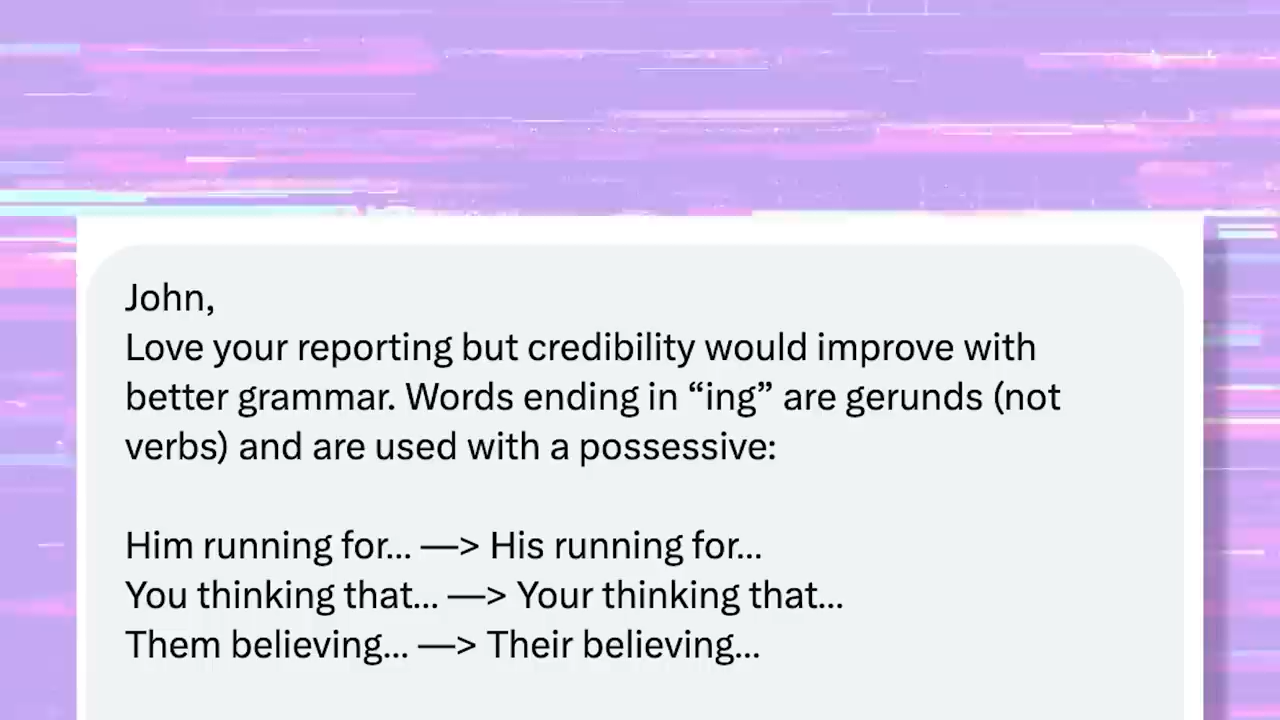 John,
Love your reporting but credibility would improve with
better grammar. Words ending in “ing” are gerunds (not
verbs) and are used with a possessive:
Him running for... —> His running for...
You thinking that... —> Your thinking that...
Them believing... —> Their believing...